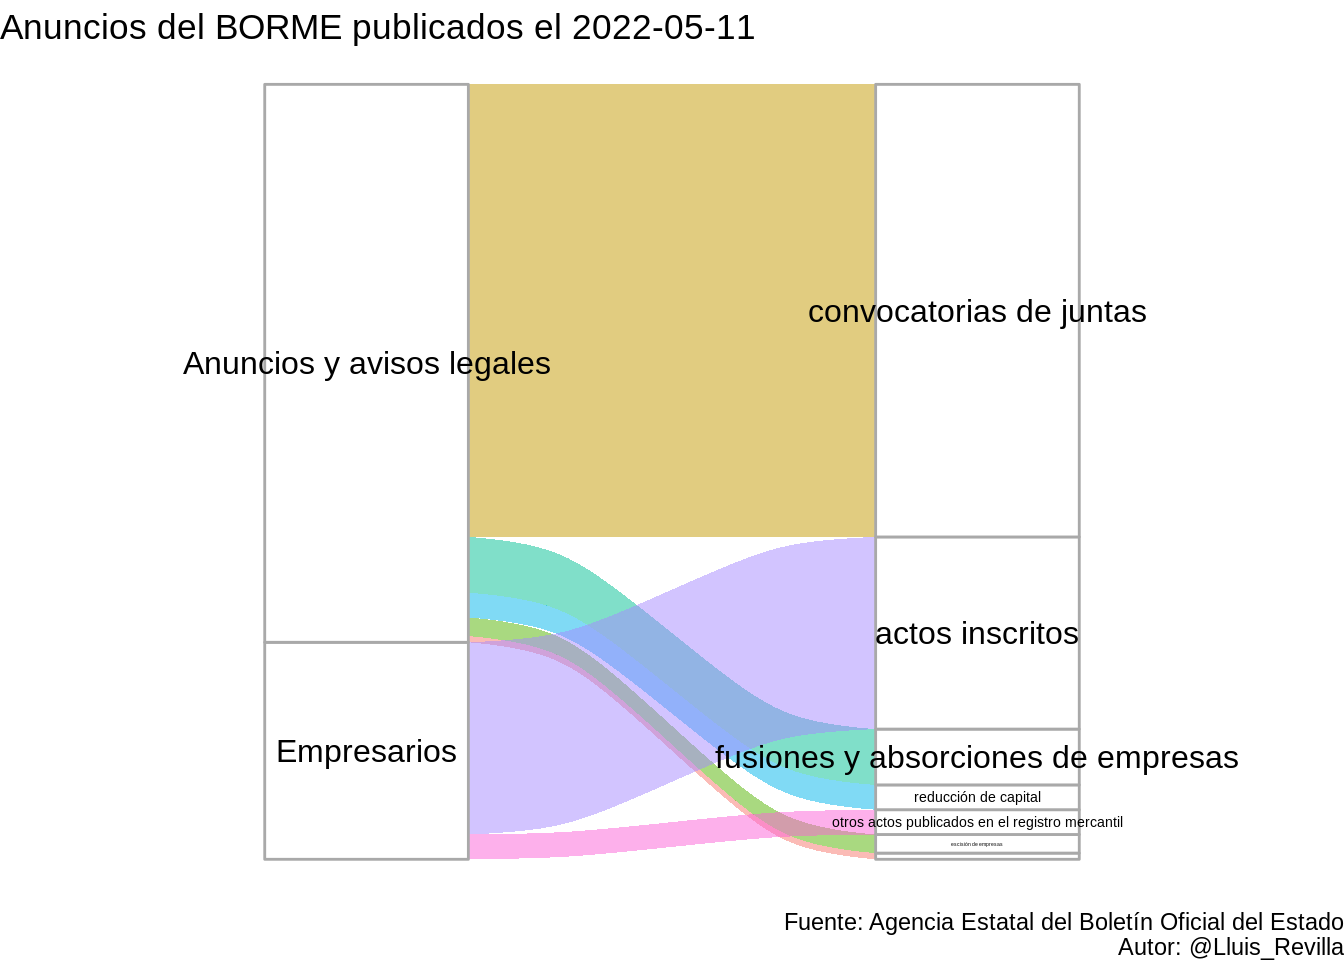 Anuncios del BORME publicados el 2022-05-11
convocatorias de juntas
Anuncios y avisos legales
actos inscritos
Empresarios
fusiones y absorciones de empresas
reducción de capital
otros actos publicados en el registro mercantil
escisión de empresas
Fuente: Agencia Estatal del Boletín Oficial del Estado
Autor: @Lluis_Revilla